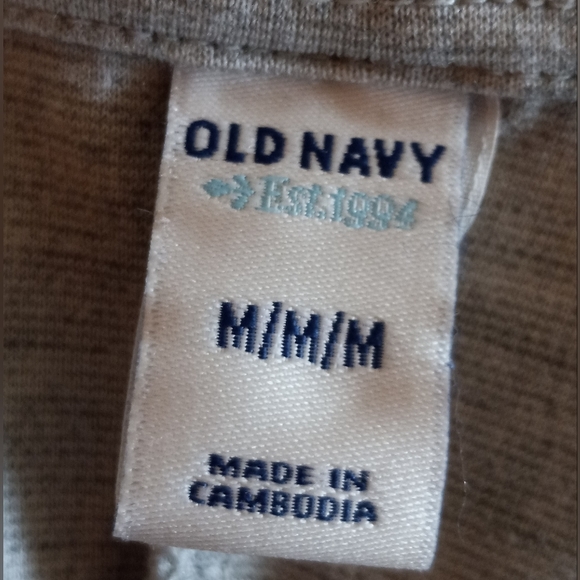 OLD NAVY
Est.1994
M/M/M
MADE IN
CAMBODIA